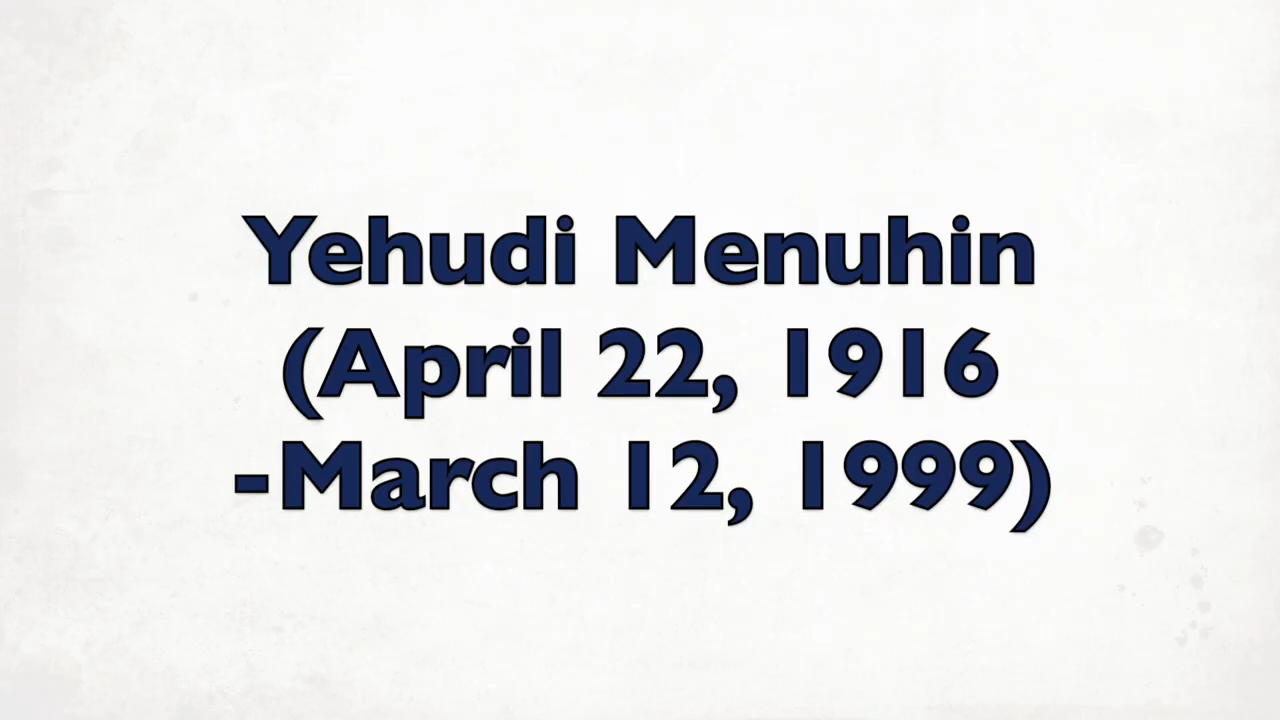 Yehudi Menuhin
(April 22, 1916
-March 12, 1999)